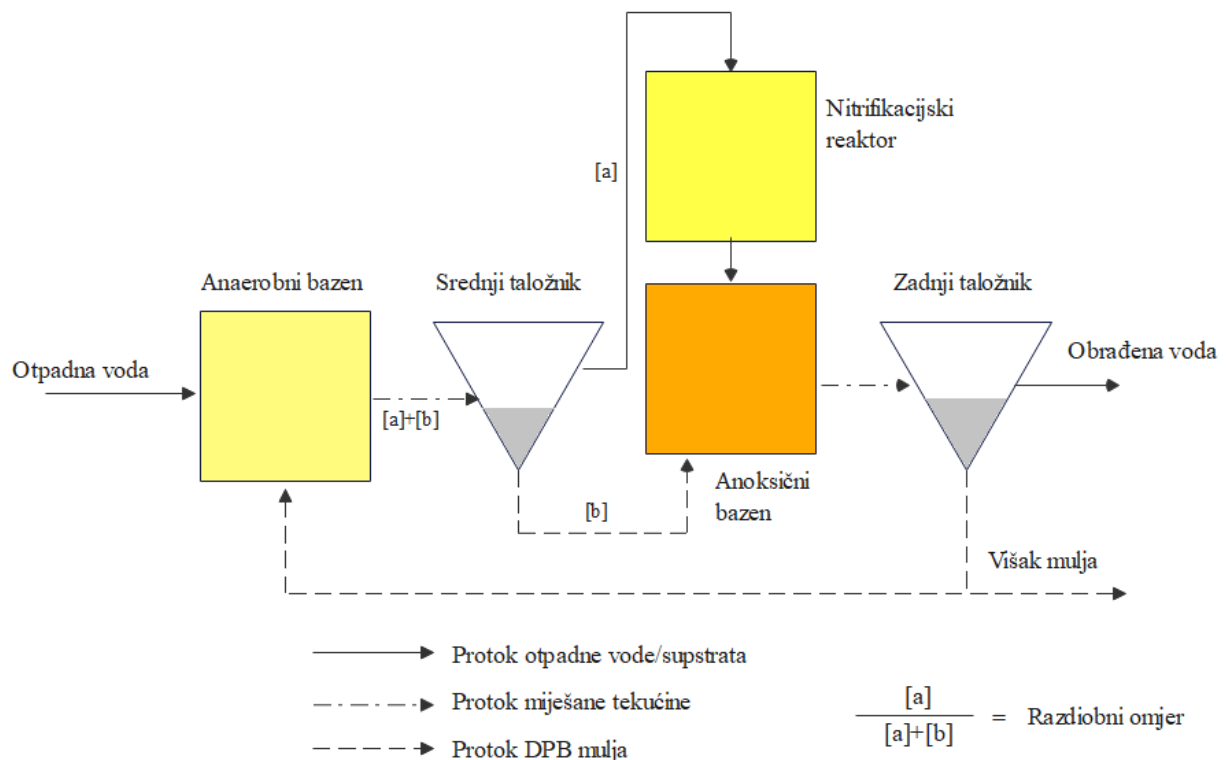 Nitrifikacijski
reaktor
[a]
Anaerobni bazen
Srednji taložnik
Zadnji taložnik
Otpadna voda
Obrađena voda
[a]+[b]
Anoksični
bazen
[b]
Višak mulja
Protok otpadne vode/supstrata
Protok miješane tekućine
Protok DPB mulja
[a]
[a]+[b]
= Razdiobni omjer